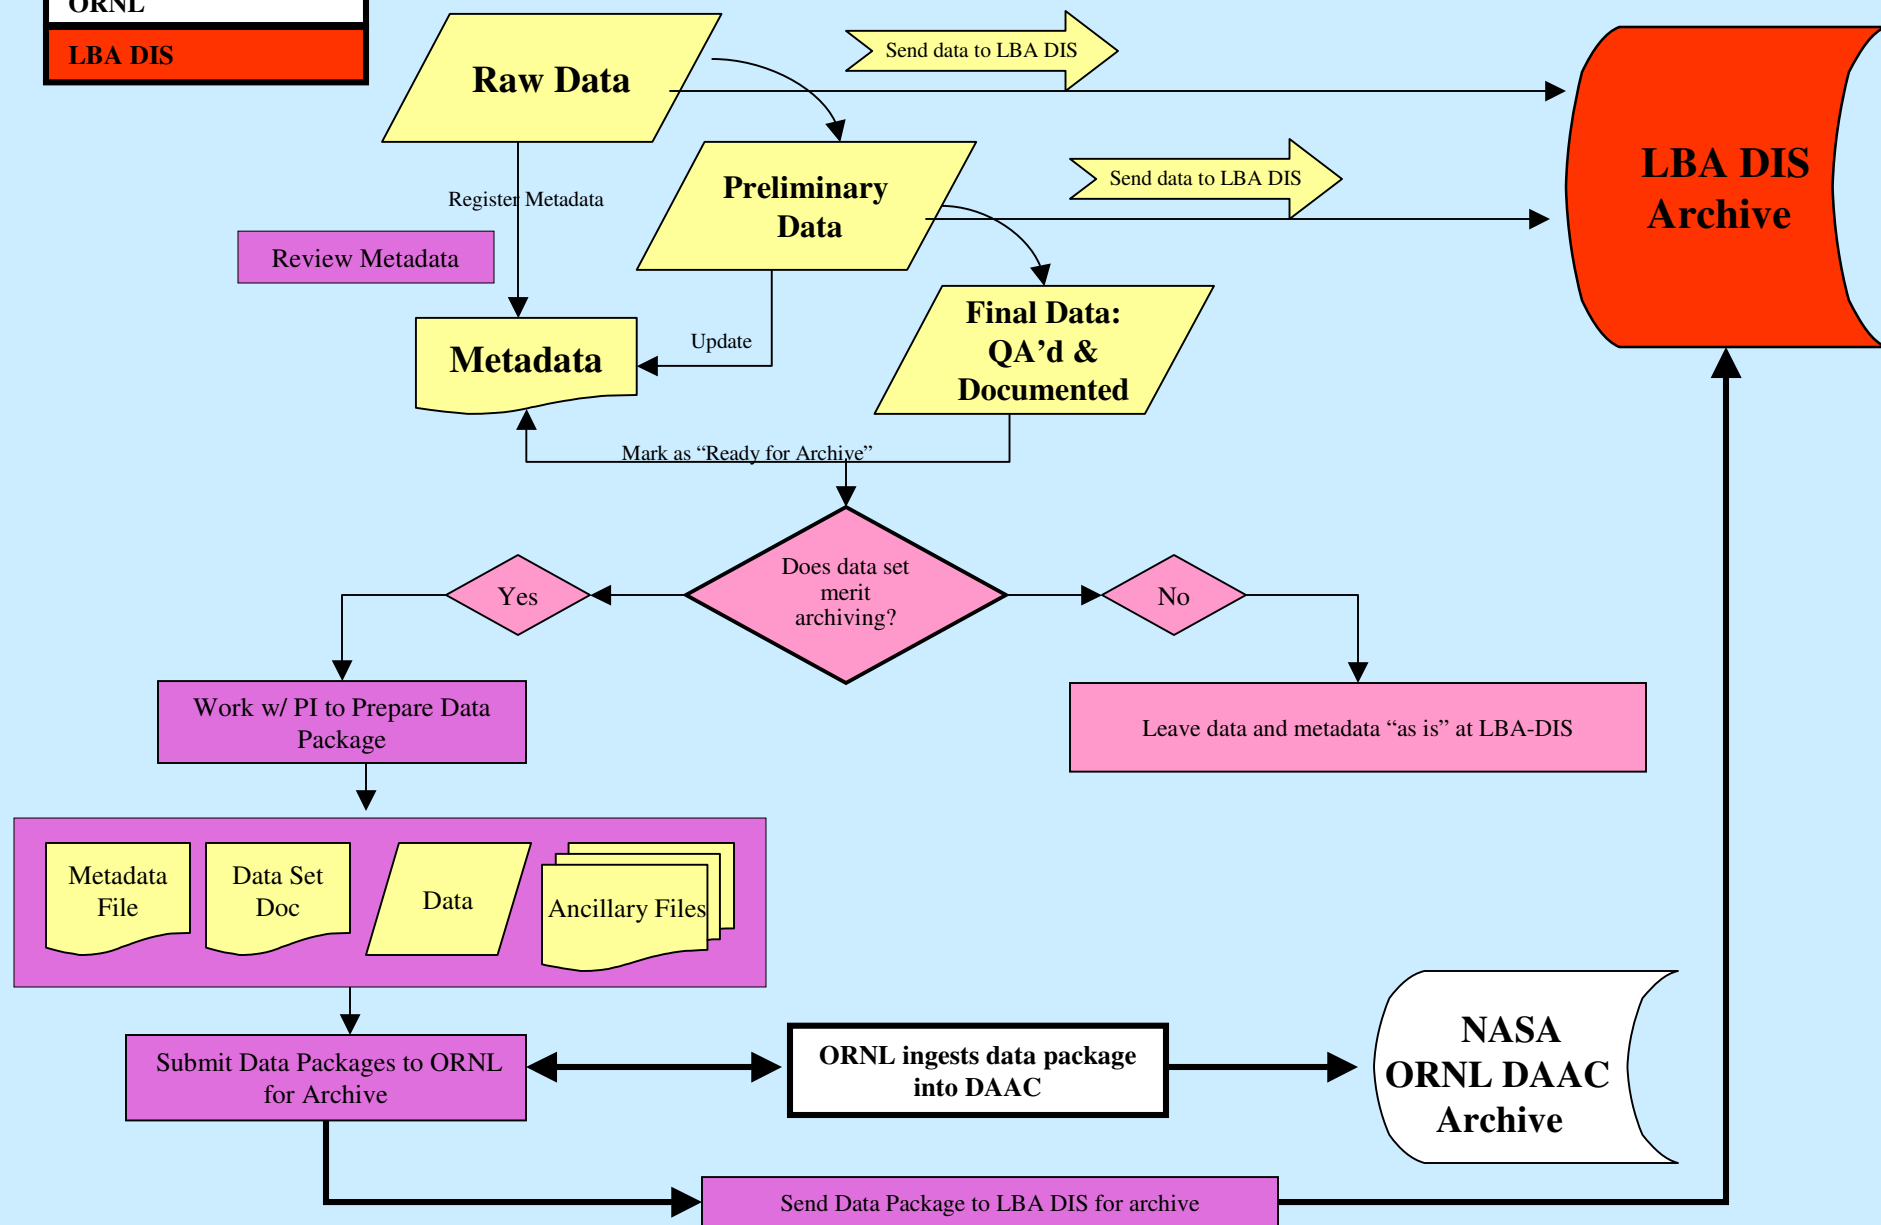 ORNL
LBA DIS
Raw Data
Send data to LBA DIS
Preliminary
Data
Send data to LBA DIS
LBA DIS
Archive
Register Metadata
Review Metadata
Metadata
Update
Final Data:
QA’d &
Documented
Mark as “Ready for Archive”
Does data set
merit
archiving?
Yes
No
Work w/ PI to Prepare Data
Package
Leave data and metadata “as is” at LBA-DIS
Metadata
File
Data Set
Doc
Data
Ancillary Files
Submit Data Packages to ORNL
for Archive
ORNL ingests data package
into DAAC
NASA
ORNL DAAC
Archive
Send Data Package to LBA DIS for archive